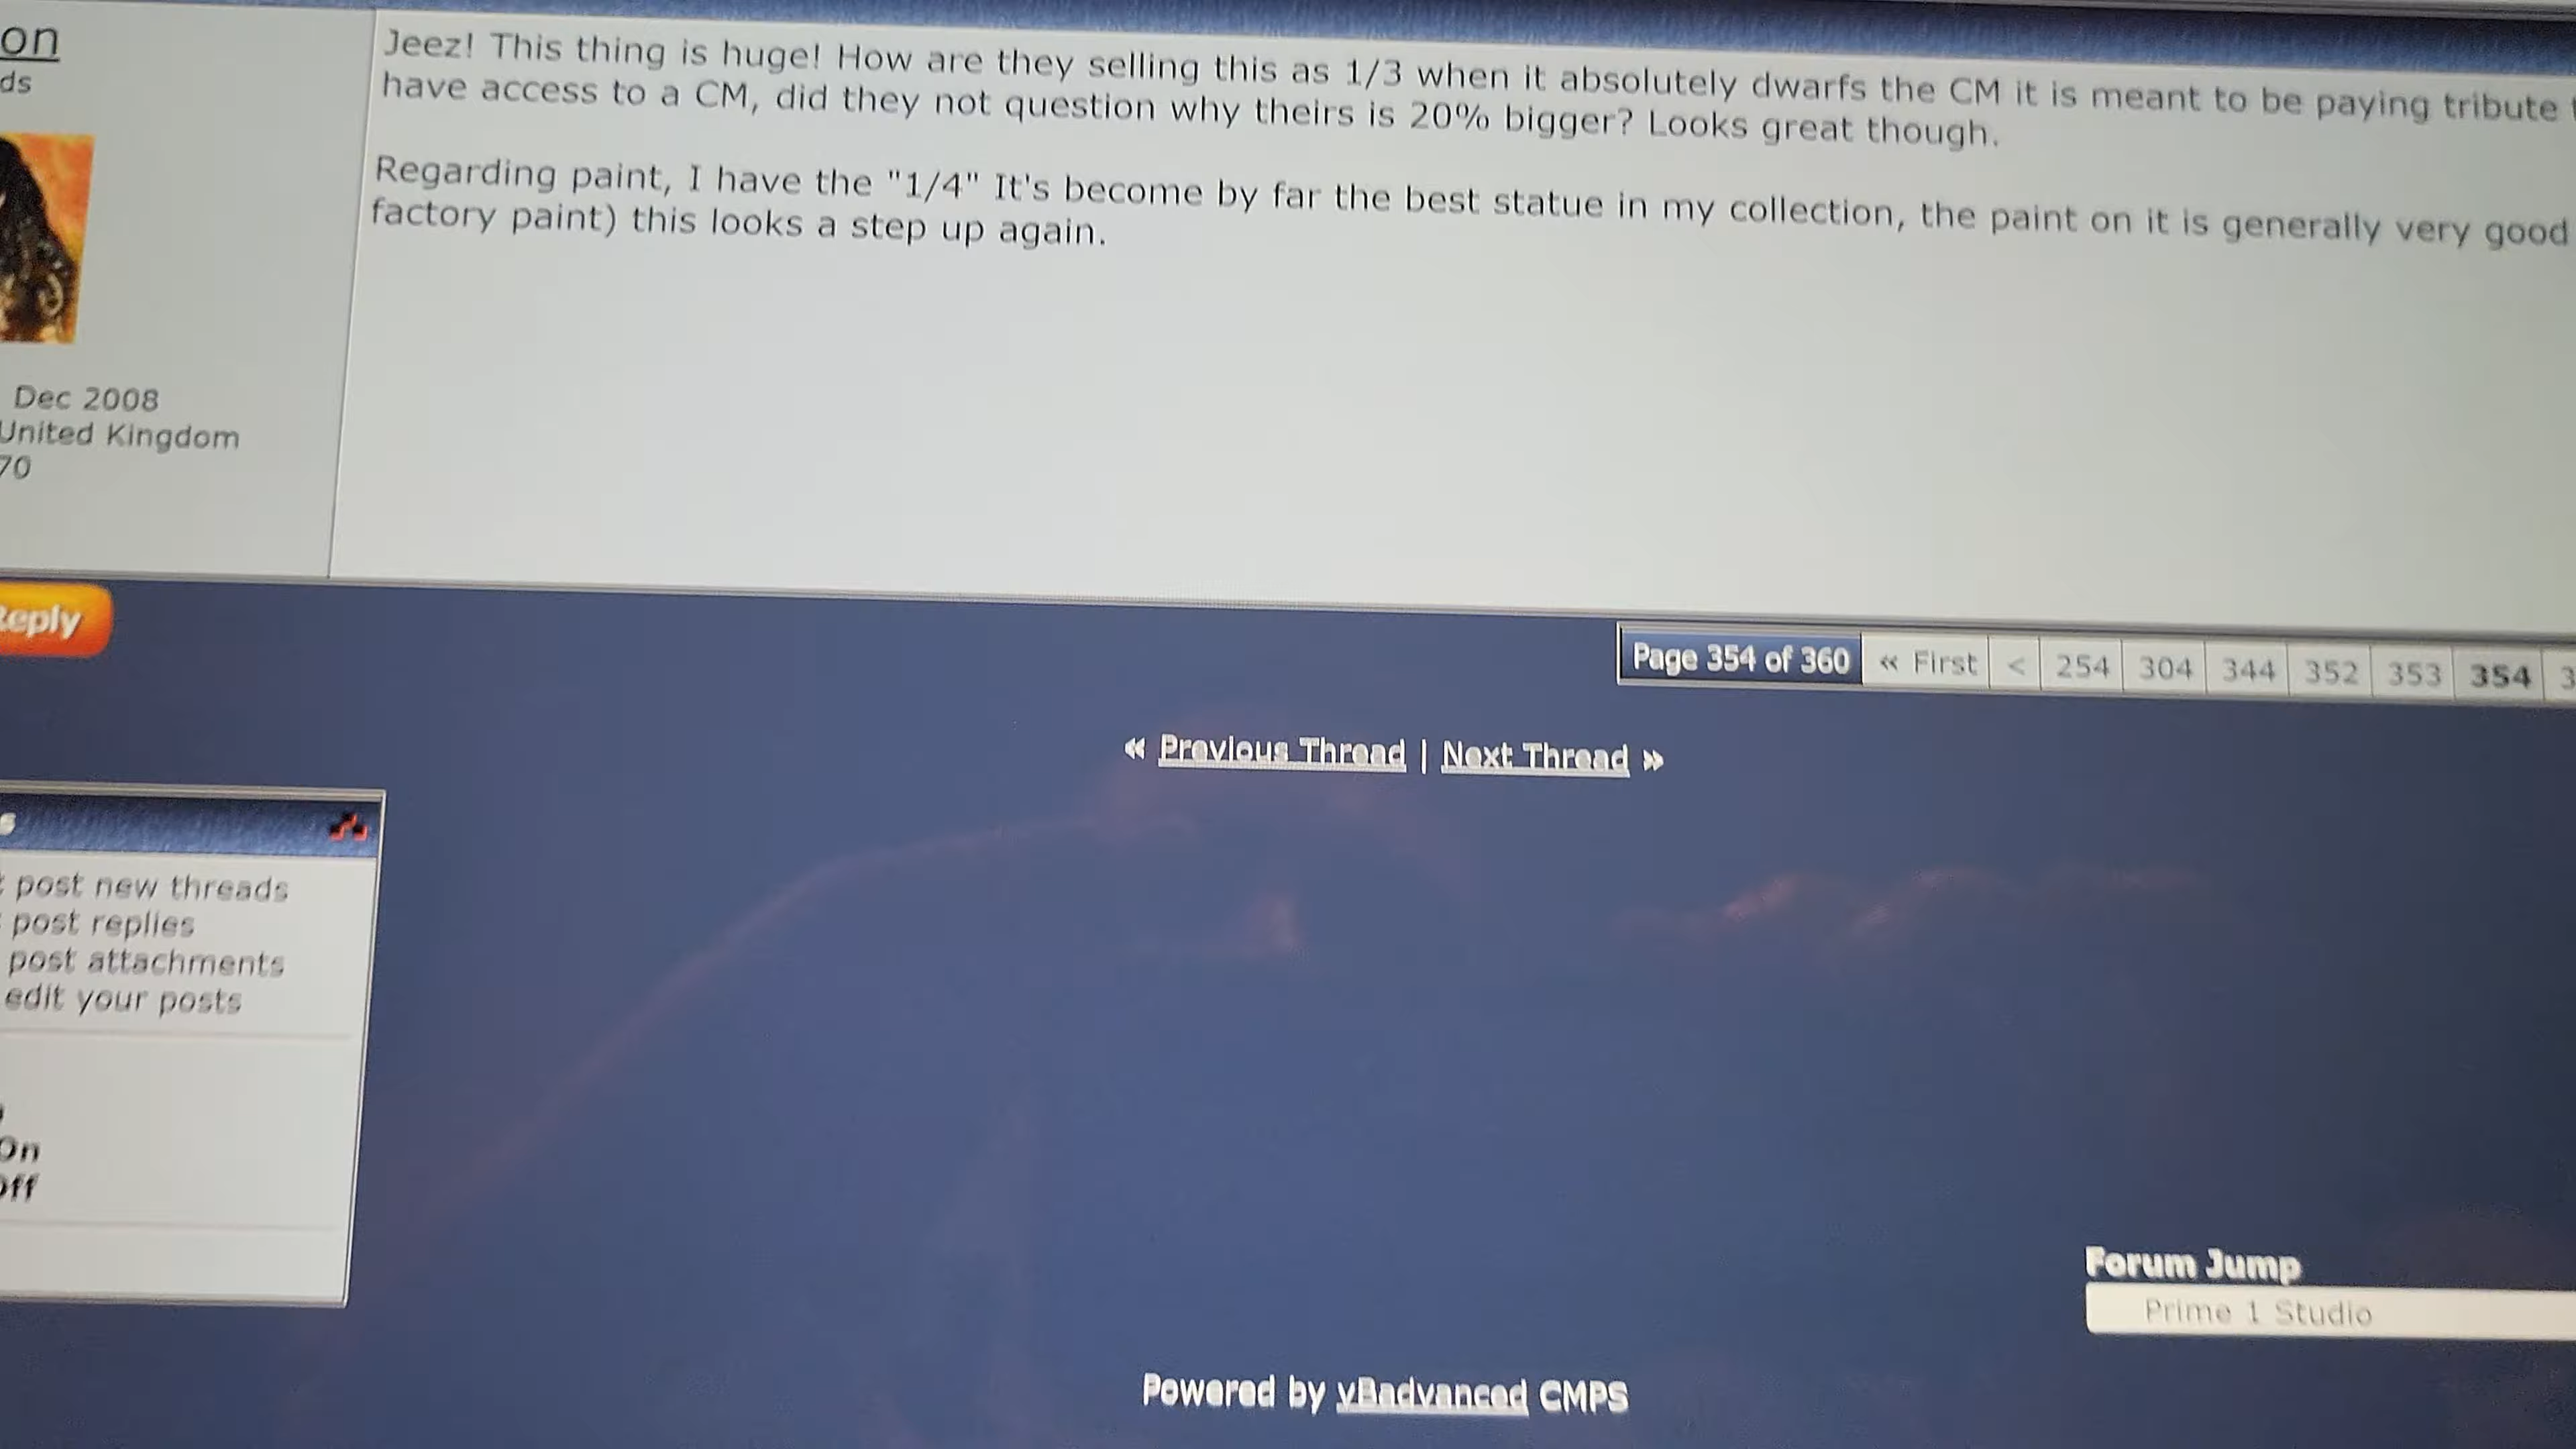 on
ds
Dec 2008
United Kingdom
70
Jeez! This thing is huge! How are they selling this as 1/3 when it absolutely dwarfs the CM it is meant to be paying tribute
have access to a CM, did they not question why theirs is 20% bigger? Looks great though.
Regarding paint, I have the "1/4" It's become by far the best statue in my collection, the paint on it is generally very good
factory paint) this looks a step up again.
Reply
Page 354 of 360 « First < 254 304 344 352 353 354 3
« Previous Thread | Next Thread »
s
post new threads
post replies
post attachments
edit your posts
On
Off
Forum Jump
Prime 1 Studio
Powered by vBadvanced CMPS